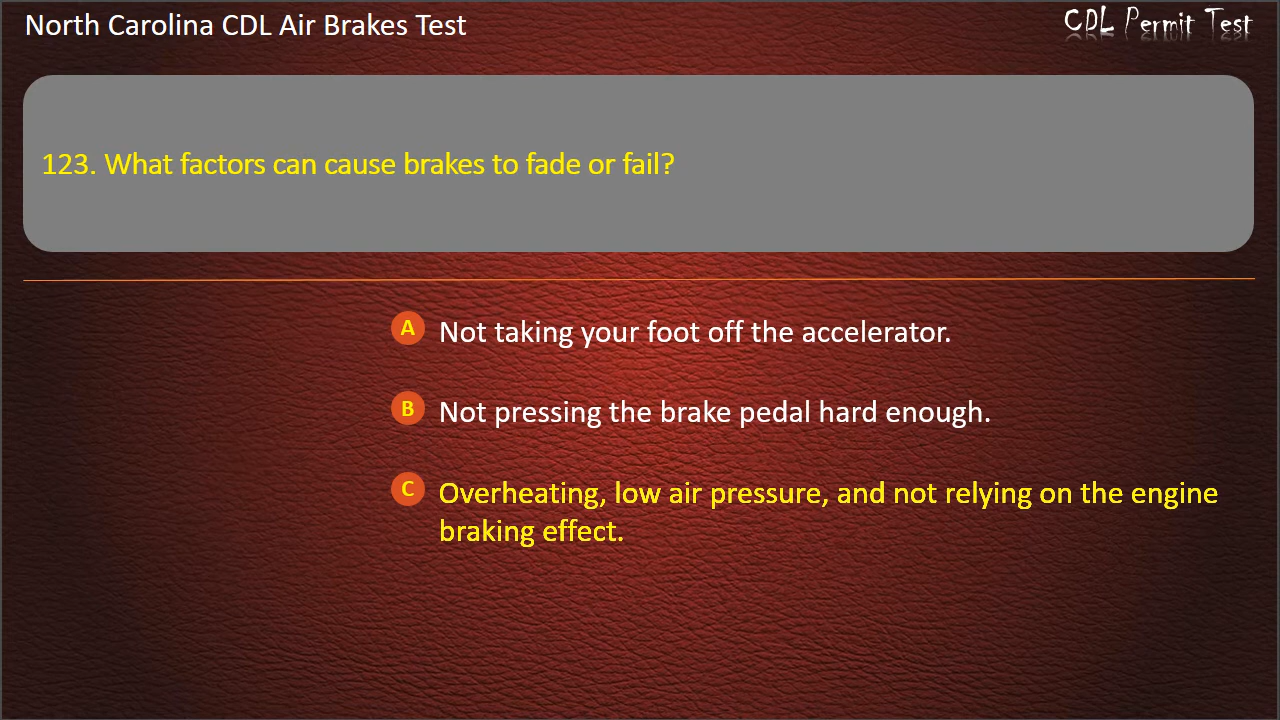 North Carolina CDL Air Brakes Test
CDL Permit Test
123. What factors can cause brakes to fade or fail?
A Not taking your foot off the accelerator.
B Not pressing the brake pedal hard enough.
C Overheating, low air pressure, and not relying on the engine
braking effect.